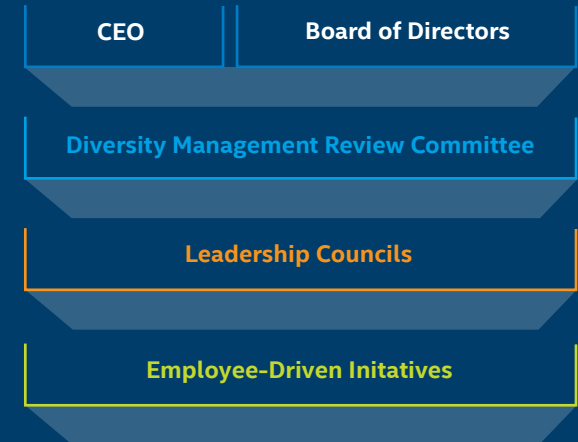 CEO
Board of Directors
Diversity Management Review Committee
Leadership Councils
Employee-Driven Initatives